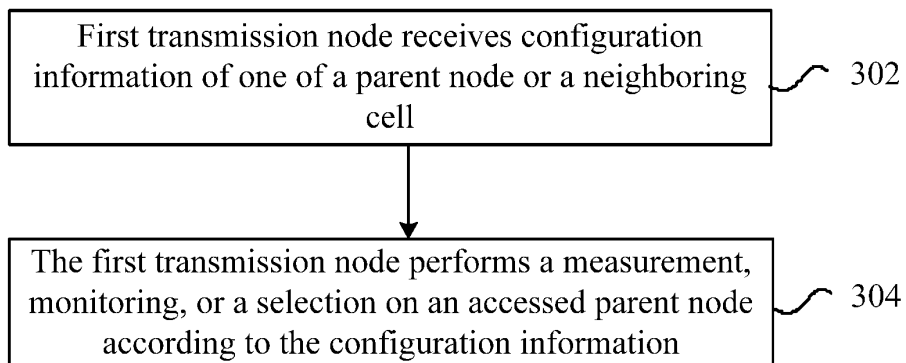 First transmission node receives configuration
information of one of a parent node or a neighboring
cell
302
The first transmission node performs a measurement,
monitoring, or a selection on an accessed parent node
according to the configuration information
304